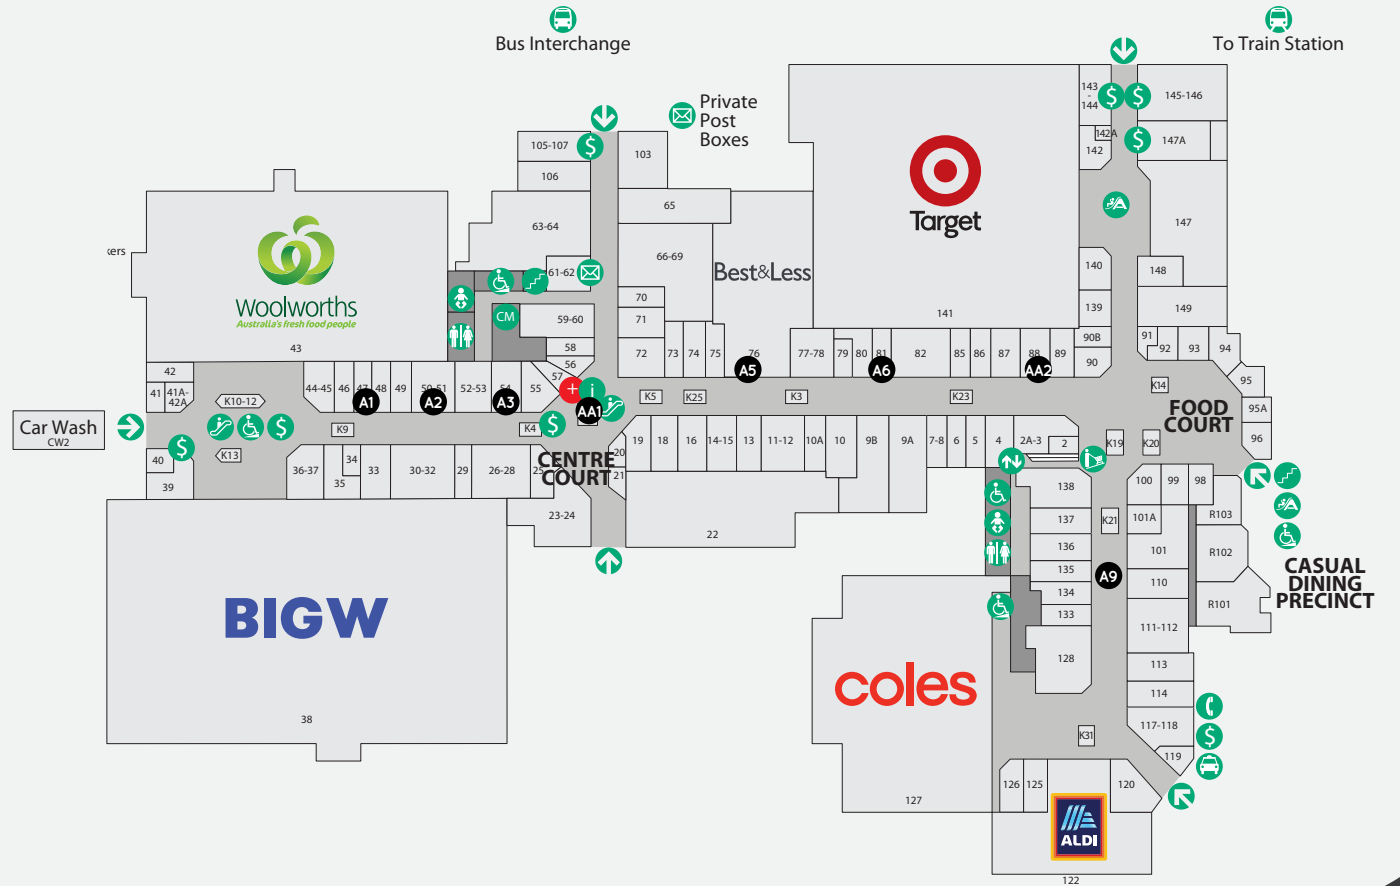 Bus Interchange
To Train Station
Private
Post
Boxes
143
-
144
$
$
145-146
105-107
$
103
142A
142
$
147A
106
Target
65
63-64
147
kers
66-69
Woolworths
Australia's fresh food people
61-62
Best&Less
140
148
70
CM
59-60
71
141
139
149
43
58
72
73
74
75
76
77-78
79
80
81
82
85
86
87
88
89
90B
90
91
92
93
94
56
57
42
41
41A-
42A
44-45
46
47
48
49
50-51
52-53
54
55
A1
A2
A3
AA1
i
A5
A6
AA2
95
K10-12
K5
K25
K3
K23
K14
FOOD
COURT
95A
96
Car Wash
CW2
$
$
K9
K4
$
K13
K19
K20
CENTRE
COURT
20
21
19
18
16
14-15
13
11-12
10A
10
9B
9A
7-8
6
5
4
2A-3
2
40
39
36-37
34
35
33
30-32
29
26-28
25
23-24
22
138
100
99
98
137
K21
101A
R103
136
101
R102
135
A9
134
110
133
R101
CASUAL
DINING
PRECINCT
BIGW
111-112
128
113
coles
114
38
117-118
$
K31
119
126
125
120
127
ALDI
122